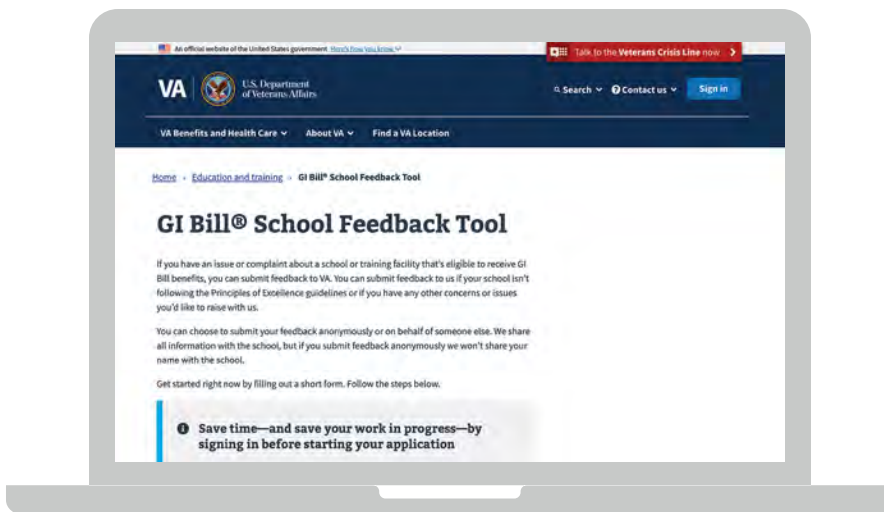 An official website of the United States government Here's how you know
Talk to the Veterans Crisis Line now
VA U.S. Department
of Veterans Affairs
Search Contact us Sign in
VA Benefits and Health Care About VA Find a VA Location
Home › Education and training › GI Bill® School Feedback Tool
GI Bill® School Feedback Tool
If you have an issue or complaint about a school or training facility that's eligible to receive GI
Bill benefits, you can submit feedback to VA. You can submit feedback to us if your school isn't
following the Principles of Excellence guidelines or if you have any other concerns or issues
you'd like to raise with us.
You can choose to submit your feedback anonymously or on behalf of someone else. We share
all information with the school, but if you submit feedback anonymously we won't share your
name with the school.
Get started right now by filling out a short form. Follow the steps below.
Save time—and save your work in progress—by
signing in before starting your application